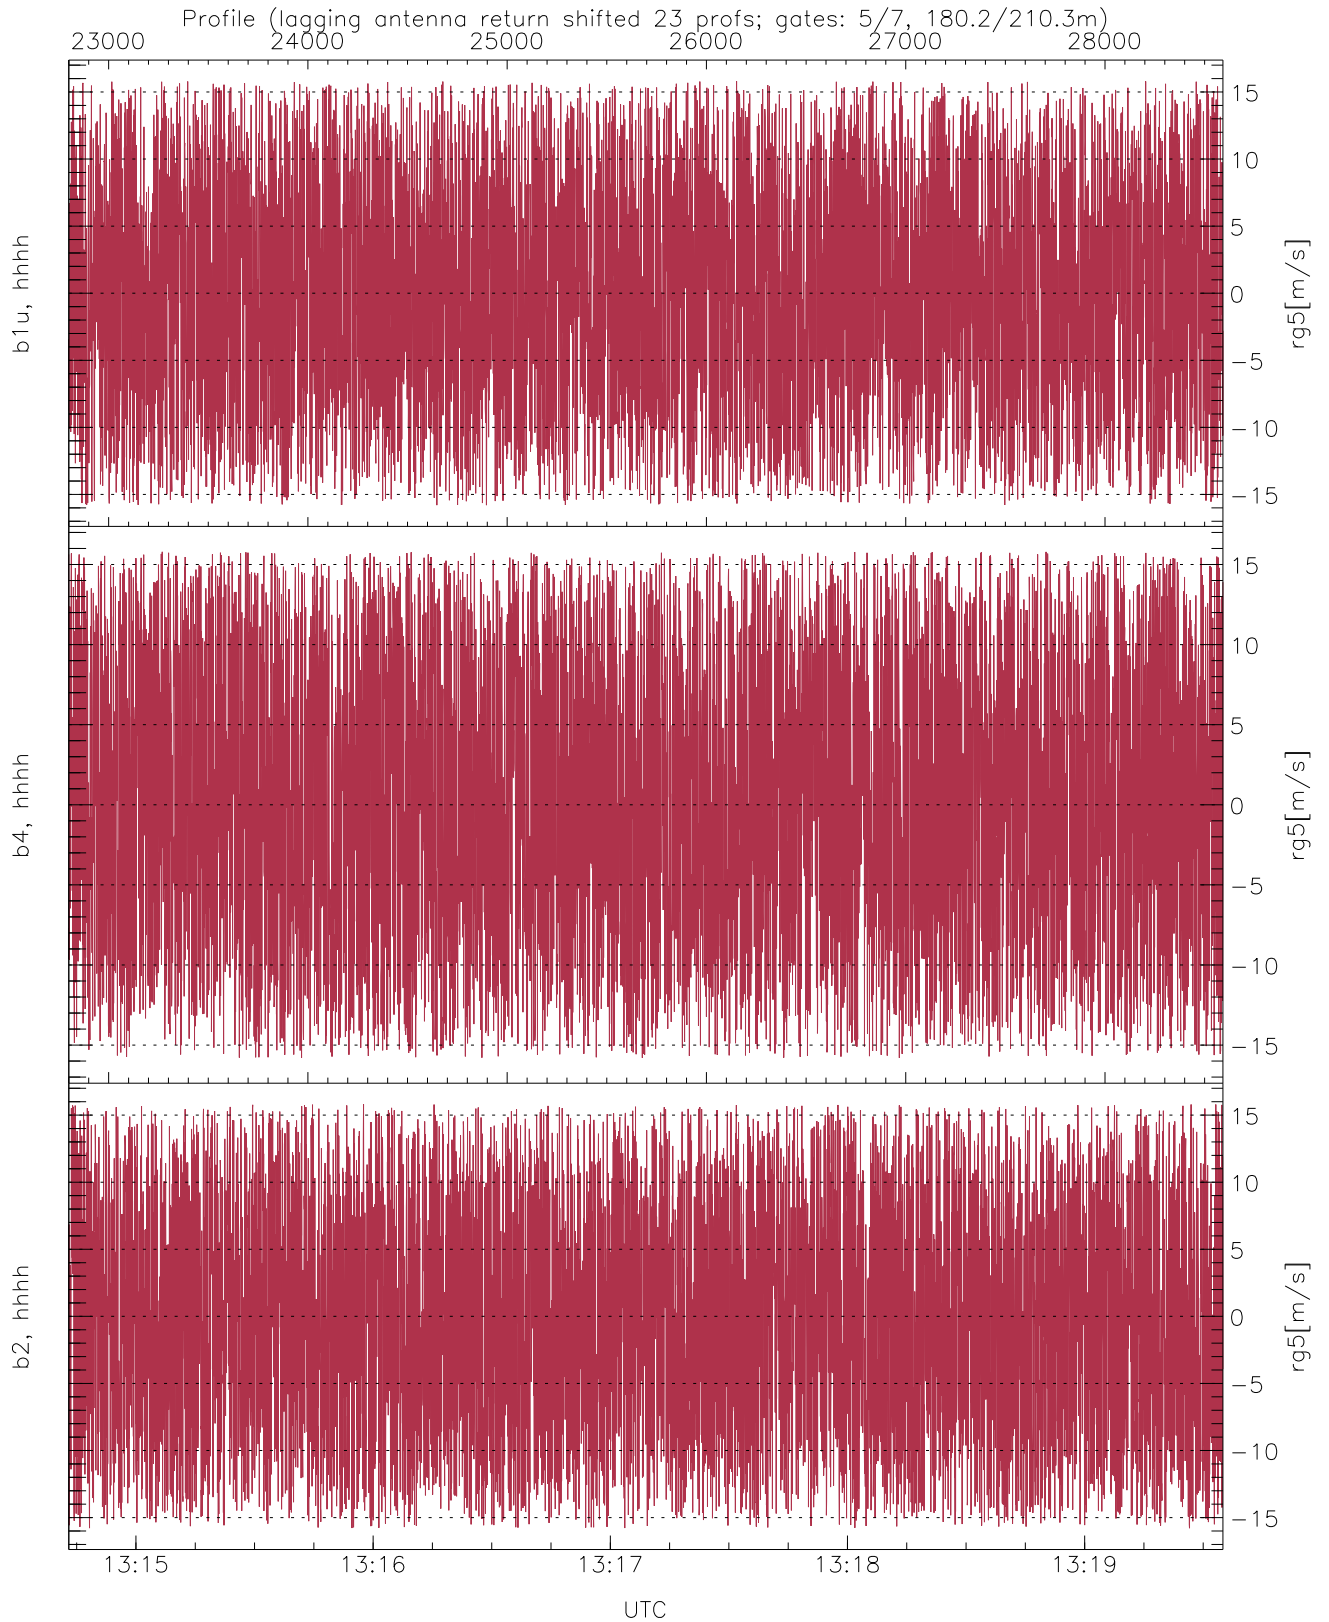 Profile (lagging antenna return shifted 23 profs; gates: 5/7, 180.2/210.3m)
23000 24000 25000 26000 27000 28000
b1u, hhhh
15
10
5
0
−5
−10
−15
rg5[m/s]
b4, hhhh
15
10
5
0
−5
−10
−15
rg5[m/s]
b2, hhhh
15
10
5
0
−5
−10
−15
rg5[m/s]
13:15 13:16 13:17 13:18 13:19
UTC